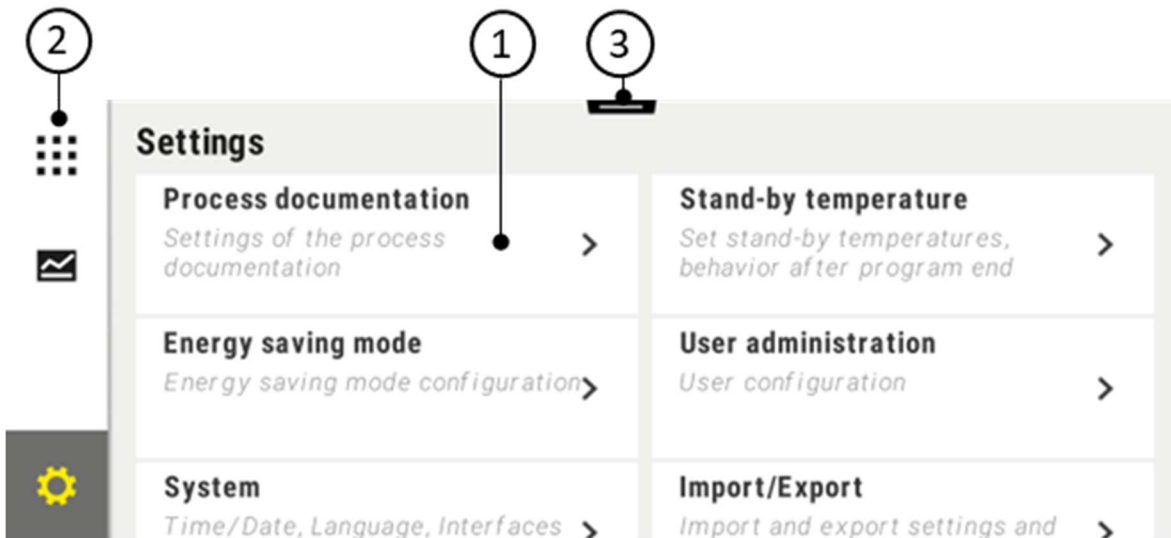 2
1
3
Settings
Process documentation
Settings of the process
documentation
Stand-by temperature
Set stand-by temperatures,
behavior after program end
Energy saving mode
Energy saving mode configuration
User administration
User configuration
System
Time/Date, Language, Interfaces
Import/Export
Import and export settings and